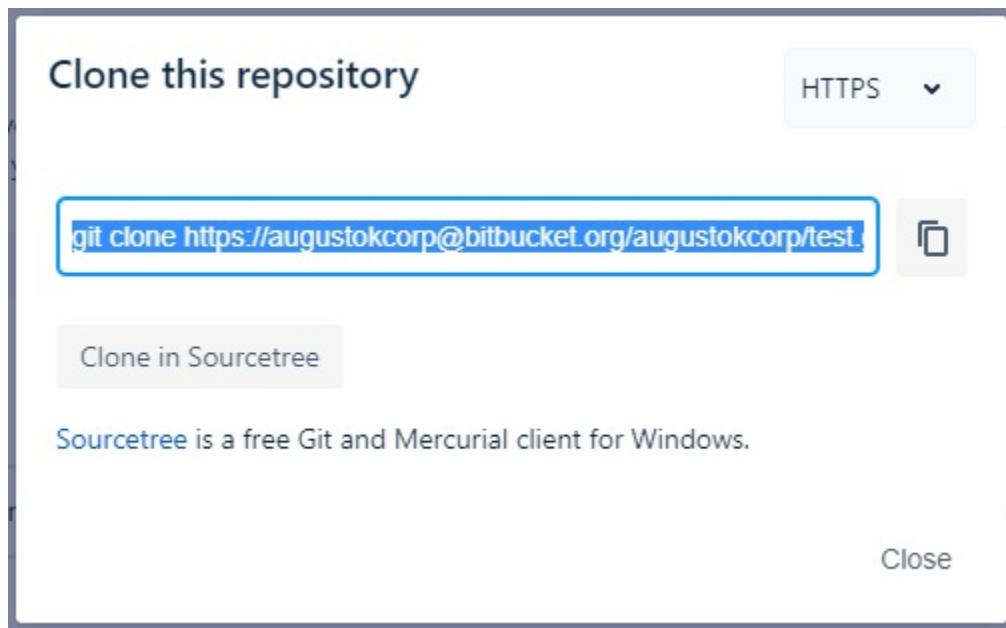 Clone this repository
HTTPS
git clone https://augustokcorp@bitbucket.org/augustokcorp/test.
Clone in Sourcetree
Sourcetree is a free Git and Mercurial client for Windows.
Close